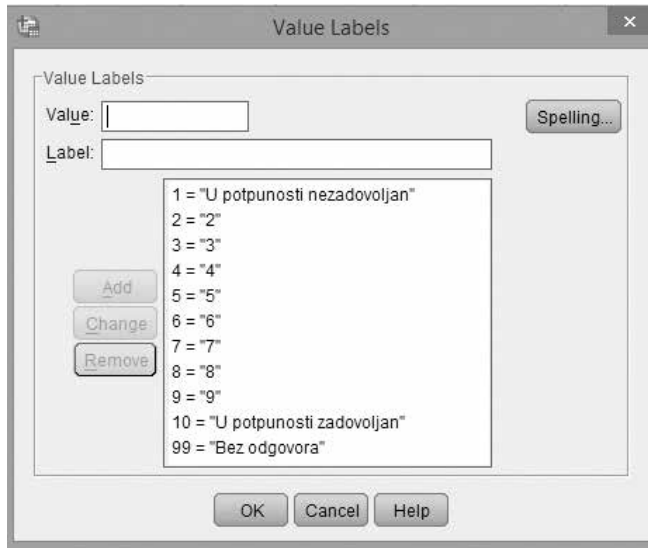 Value Labels
Value Labels
Value:
Spelling...
Label:
1 = "U potpunosti nezadovoljan"
2 = "2"
3 = "3"
4 = "4"
5 = "5"
6 = "6"
7 = "7"
8 = "8"
9 = "9"
10 = "U potpunosti zadovoljan"
99 = "Bez odgovora"
Add
Change
Remove
OK Cancel Help